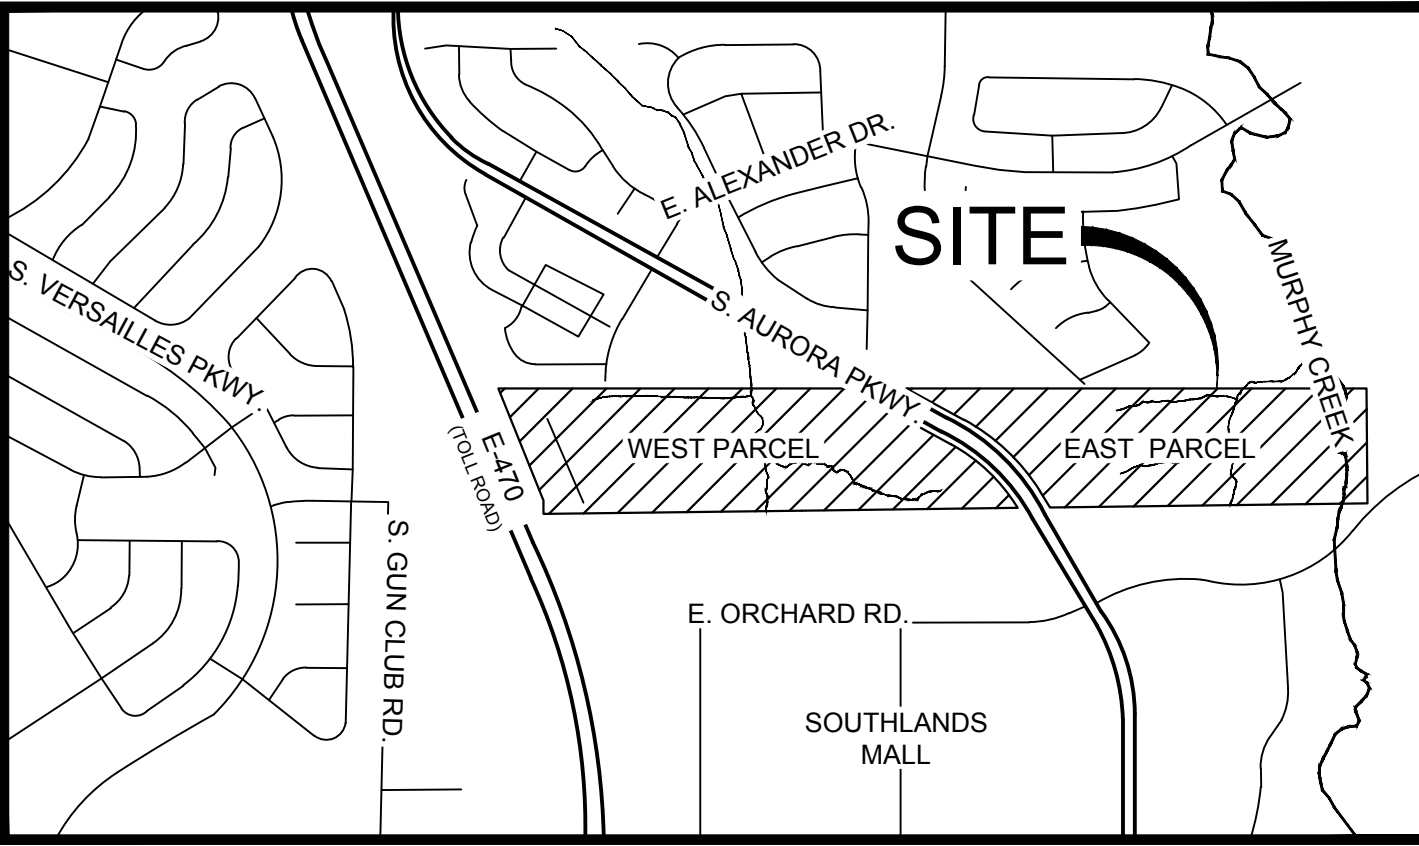 E. ALEXANDER DR.
SITE
S. VERSAILLES PKWY.
S. AURORA PKWY.
MURPHY CREEK
E-470
(TOLL ROAD)
WEST PARCEL
EAST PARCEL
S. GUN CLUB RD.
E. ORCHARD RD.
SOUTHLANDS
MALL